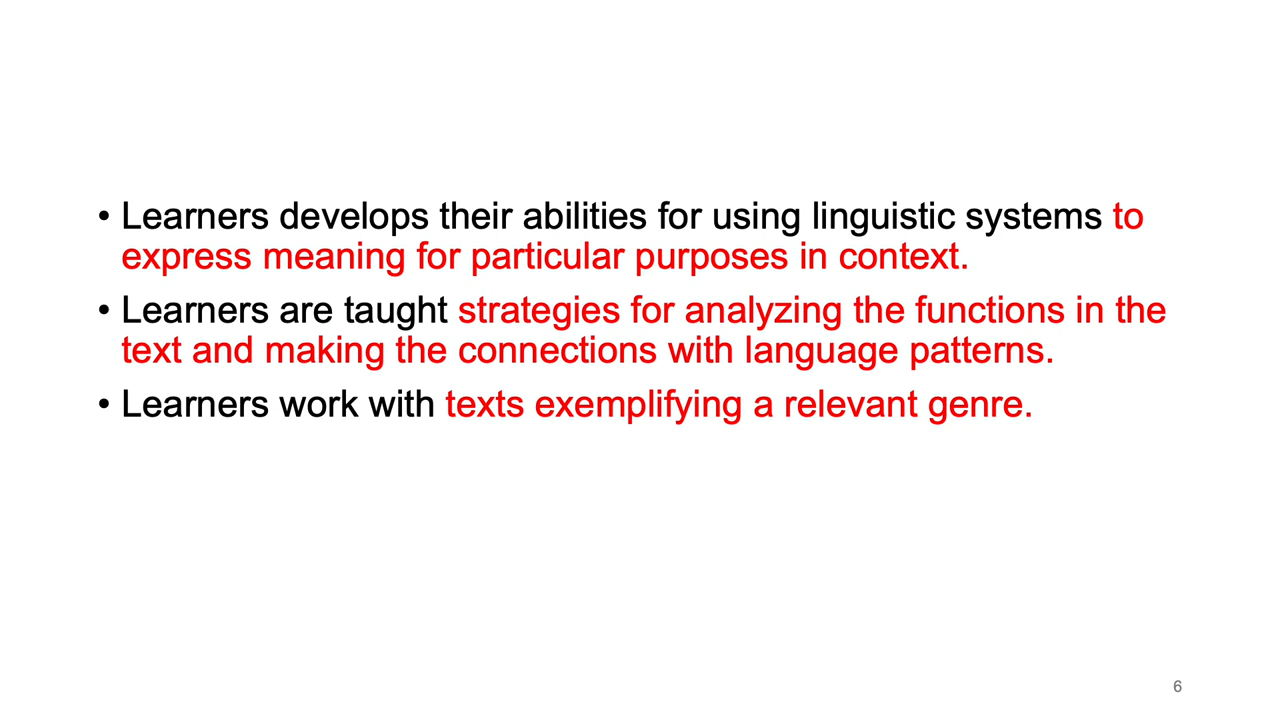 • Learners develops their abilities for using linguistic systems to
express meaning for particular purposes in context.
• Learners are taught strategies for analyzing the functions in the
text and making the connections with language patterns.
• Learners work with texts exemplifying a relevant genre.
6